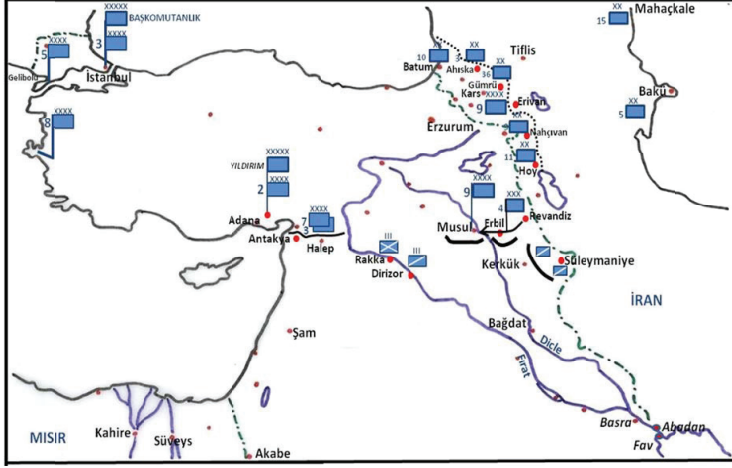 XXXXX
BAŞKOMUTANLIK
XXXX
3
XXXX
5
Gelibolu
İstanbul
XXXX
8
XX
15
Mahaçkale
XX
10
Batum
XX
3
Ahıska
Tiflis
XX
36
Gümrü
Kars
XXXX
9
Erivan
Erzurum
XX
Nahçıvan
XX
11
Hoy
Bakü
XX
5
XXXXX
YILDIRIM
XXXX
2
Adana
XXXX
7
3
Antakya
Halep
XXXX
9
Musul
XXX
4
Erbil
Revandiz
III
Rakka
III
Dirizor
Kerkük
Süleymaniye
İRAN
Bağdat
Dicle
Fırat
Şam
Basra
Abadan
Fav
MISIR
Kahire
Süveys
Akabe